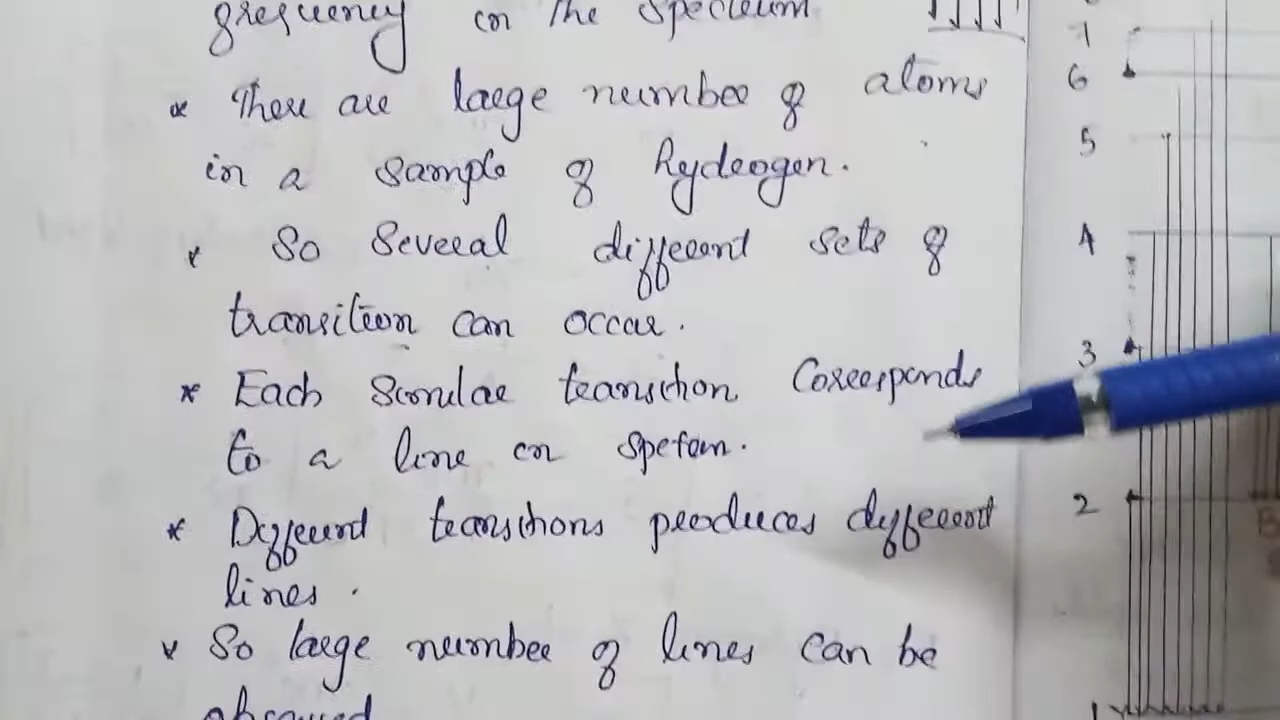 frequency in the spectrum
* There are large number of atoms
in a sample of hydrogen.
* So several different sets of
transition can occur.
* Each similar transition Corresponds
to a line in
* Different transitions produces different
lines.
* So large number of lines can be
observed
7
6
5
4
3
2
1